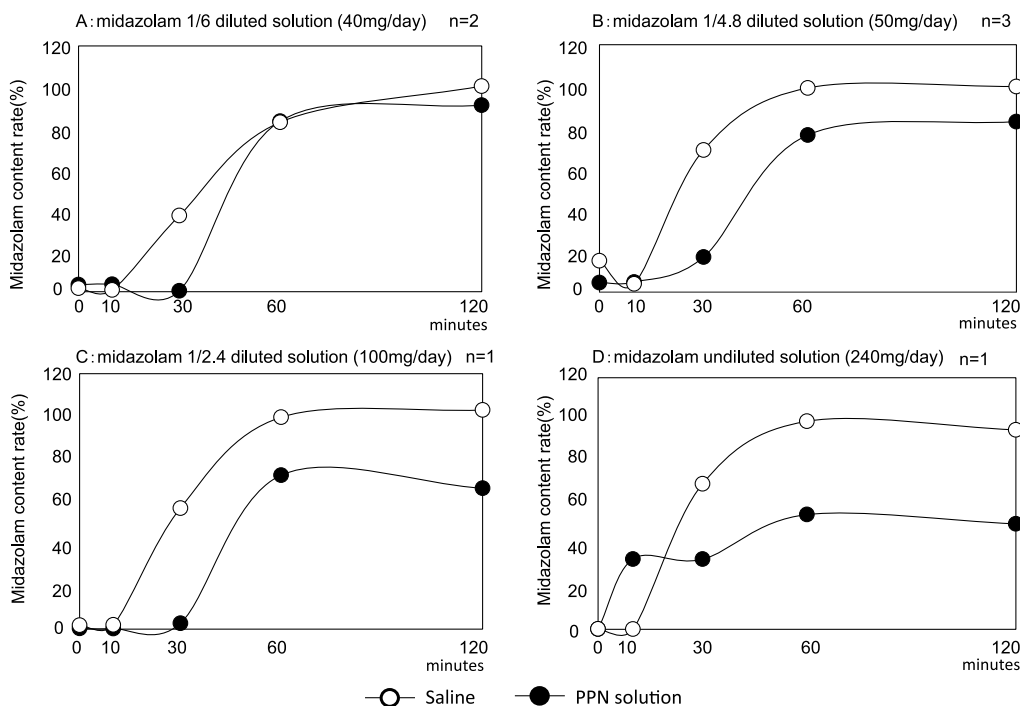 A:midazolam 1/6 diluted solution (40mg/day) n=2
Midazolam content rate(%)
120
100
80
60
40
20
0
0 10 30 60 120
minutes
B:midazolam 1/4.8 diluted solution (50mg/day) n=3
Midazolam content rate(%)
120
100
80
60
40
20
0
0 10 30 60 120
minutes
C:midazolam 1/2.4 diluted solution (100mg/day) n=1
Midazolam content rate(%)
120
100
80
60
40
20
0
0 10 30 60 120
minutes
D:midazolam undiluted solution (240mg/day) n=1
Midazolam content rate(%)
120
100
80
60
40
20
0
0 10 30 60 120
minutes
Saline PPN solution